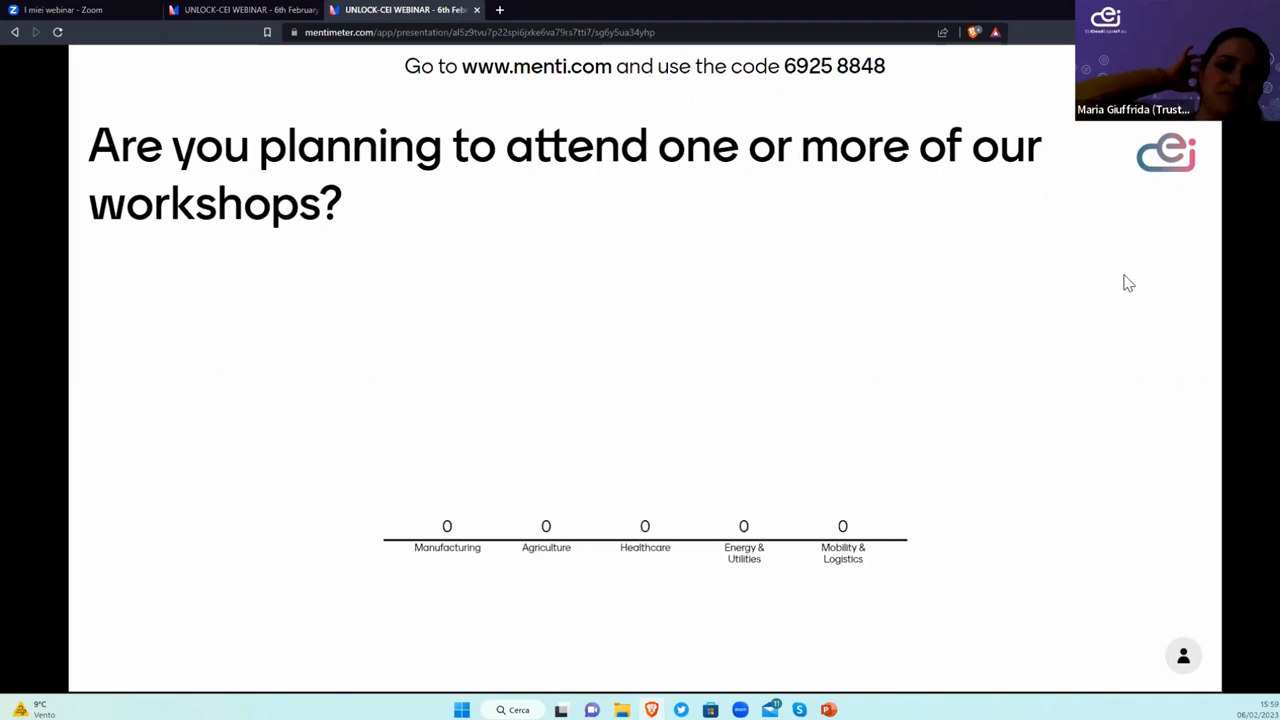 I miei webinar - Zoom
UNLOCK-CEI WEBINAR - 6th February
UNLOCK-CEI WEBINAR - 6th Feb
mentimeter.com/app/presentation/al5z9tvu7p22spi6jxke6va79rs7tti7/sg6y5ua34yhp
Go to www.menti.com and use the code 6925 8848
Maria Giuffrida (Trust...
Are you planning to attend one or more of our
workshops?
0 0 0 0 0
Manufacturing Agriculture Healthcare Energy & Mobility &
Utilities Logistics
9°C
Vento
Cerca
zoom
11
15:59
06/02/2023